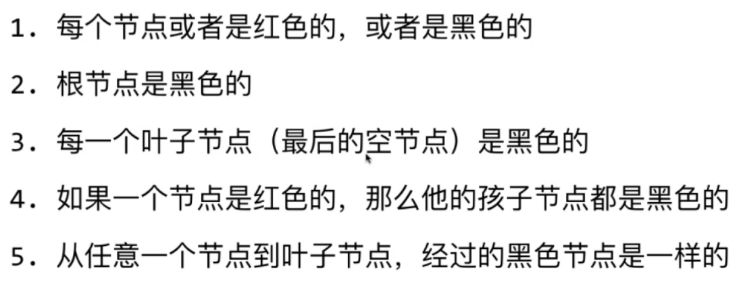 1. 每个节点或者是红色的，或者是黑色的
2. 根节点是黑色的
3. 每一个叶子节点（最后的空节点）是黑色的
4. 如果一个节点是红色的，那么他的孩子节点都是黑色的
5. 从任意一个节点到叶子节点，经过的黑色节点是一样的